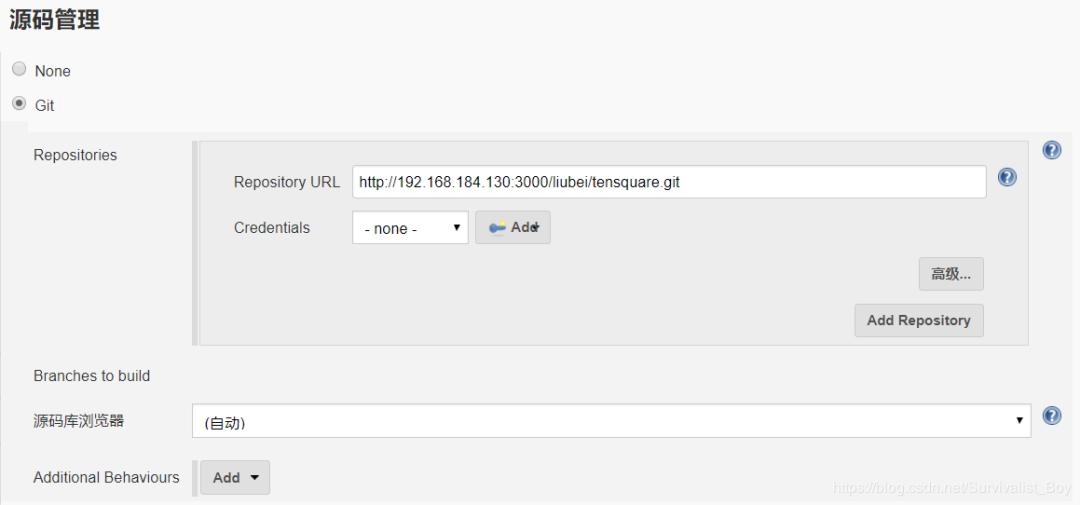 源码管理
None
Git
Repositories
Repository URL http://192.168.184.130:3000/liubei/tensquare.git
Credentials - none - Add
高级...
Add Repository
Branches to build
源码库浏览器 (自动)
Additional Behaviours Add
https://blog.csdn.net/Survivalist_Boy